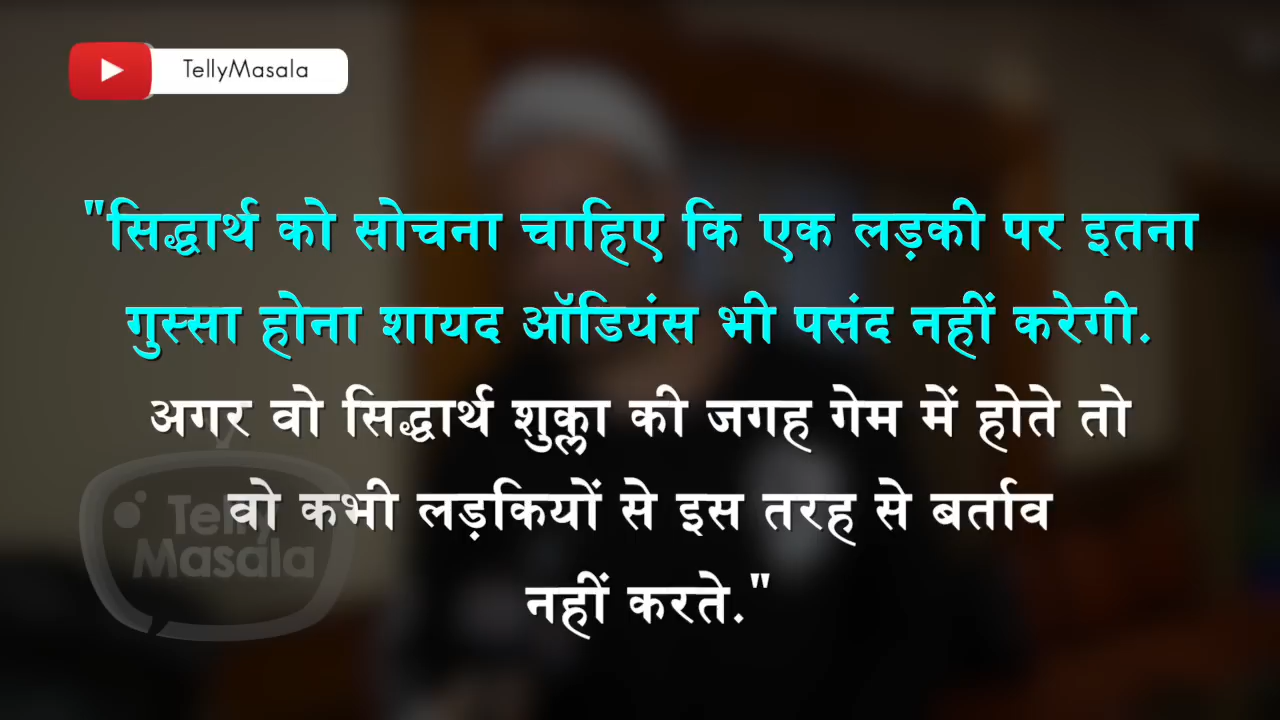 TellyMasala
"सिद्धार्थ को सोचना चाहिए कि एक लड़की पर इतना
गुस्सा होना शायद ऑडियंस भी पसंद नहीं करेगी.
अगर वो सिद्धार्थ शुक्ला की जगह गेम में होते तो
वो कभी लड़कियों से इस तरह से बर्ताव
नहीं करते."
Telly
Masala